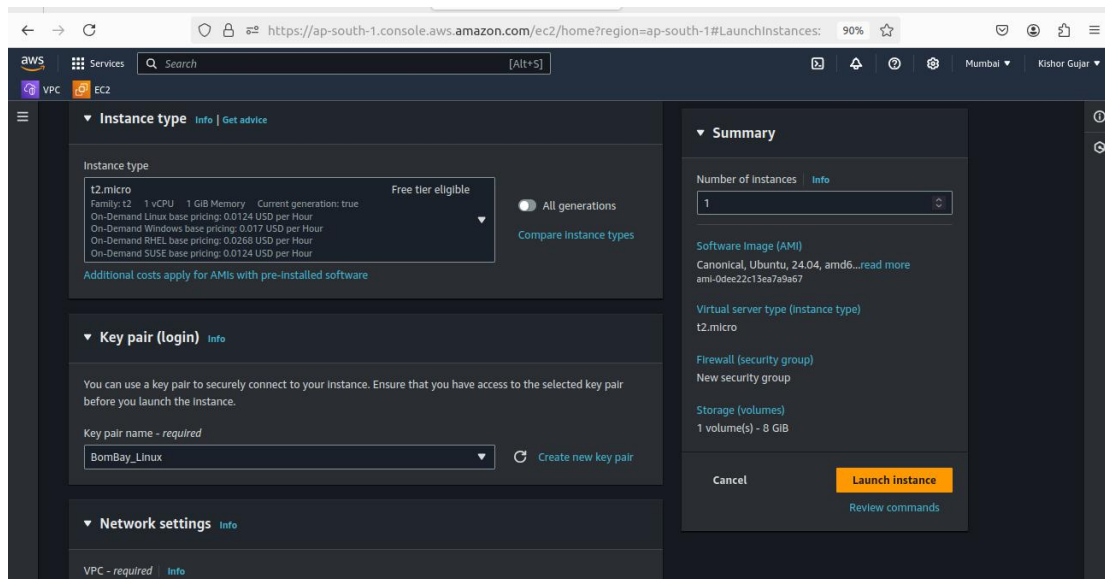 https://ap-south-1.console.aws.amazon.com/ec2/home?region=ap-south-1#LaunchInstances:
90%
aws
Services
Search
[Alt+S]
Mumbai
Kishor Gujar
VPC
EC2
Instance type Info | Get advice
Instance type
t2.micro Free tier eligible
Family: t2 1 vCPU 1 GiB Memory Current generation: true
On-Demand Linux base pricing: 0.0124 USD per Hour
On-Demand Windows base pricing: 0.017 USD per Hour
On-Demand RHEL base pricing: 0.0268 USD per Hour
On-Demand SUSE base pricing: 0.0124 USD per Hour
All generations
Compare instance types
Additional costs apply for AMIs with pre-installed software
Key pair (login) Info
You can use a key pair to securely connect to your instance. Ensure that you have access to the selected key pair
before you launch the instance.
Key pair name - required
BomBay_Linux
Create new key pair
Network settings Info
VPC - required Info
Summary
Number of instances Info
1
Software Image (AMI)
Canonical, Ubuntu, 24.04, amd6...read more
ami-0dee22c13ea7a9a67
Virtual server type (instance type)
t2.micro
Firewall (security group)
New security group
Storage (volumes)
1 volume(s) - 8 GiB
Cancel
Launch instance
Review commands